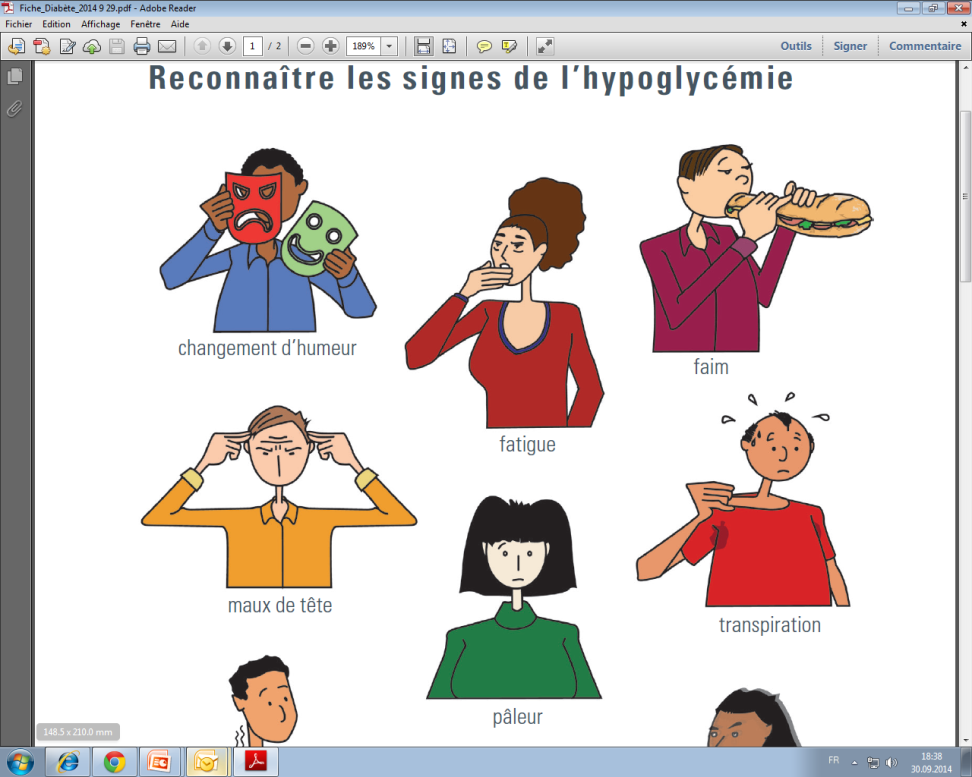 Fiche_Diabète_2014 9 29.pdf - Adobe Reader
Fichier Edition Affichage Fenêtre Aide
1 / 2 189% Outils Signer Commentaire
Reconnaître les signes de l'hypoglycémie
changement d'humeur
faim
fatigue
maux de tête
transpiration
pâleur
148.5 x 210.0 mm
FR 18:38
30.09.2014